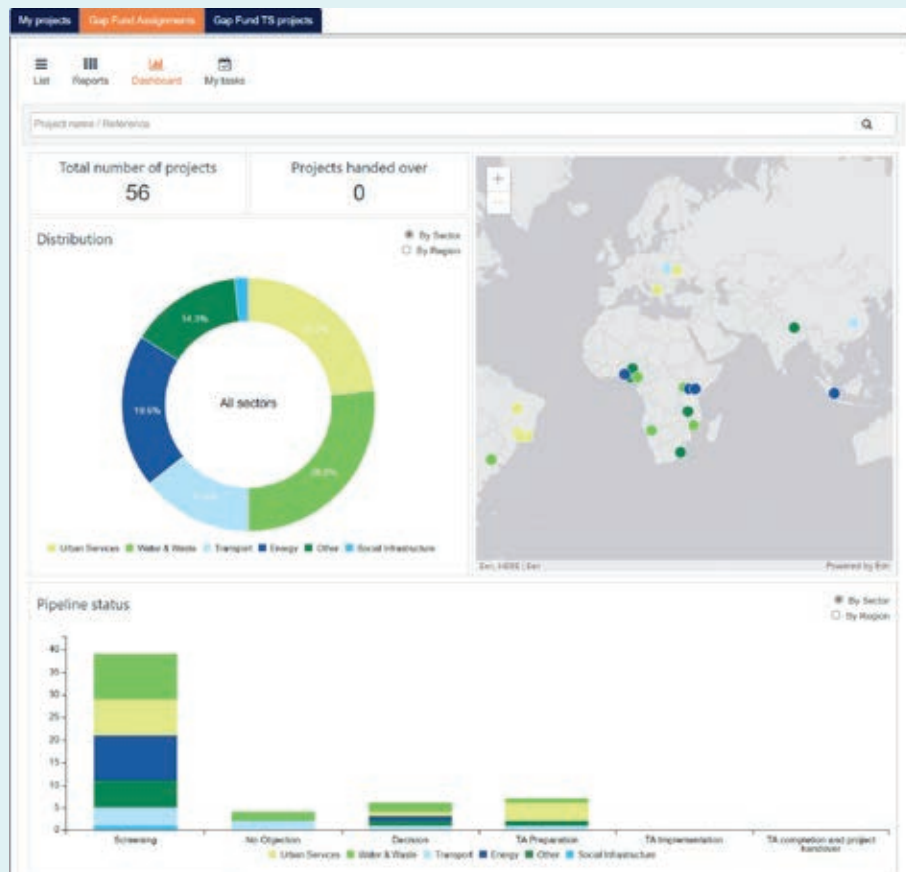 My projects Gap Fund Assignments Gap Fund TS projects
List Reports Dashboard My tasks
Project name / Reference
Total number of projects
56
Projects handed over
0
Distribution
By Sector
By Region
14.3%
19.6%
All sectors
Urban Services Water & Waste Transport Energy Other Social Infrastructure
+
Esri, HERE | Esri
Powered by Esri
Pipeline status
By Sector
By Region
40
35
30
25
20
15
10
5
0
Screening No Objection Decision TA Preparation TA Implementation TA completion and project handover
Urban Services Water & Waste Transport Energy Other Social Infrastructure